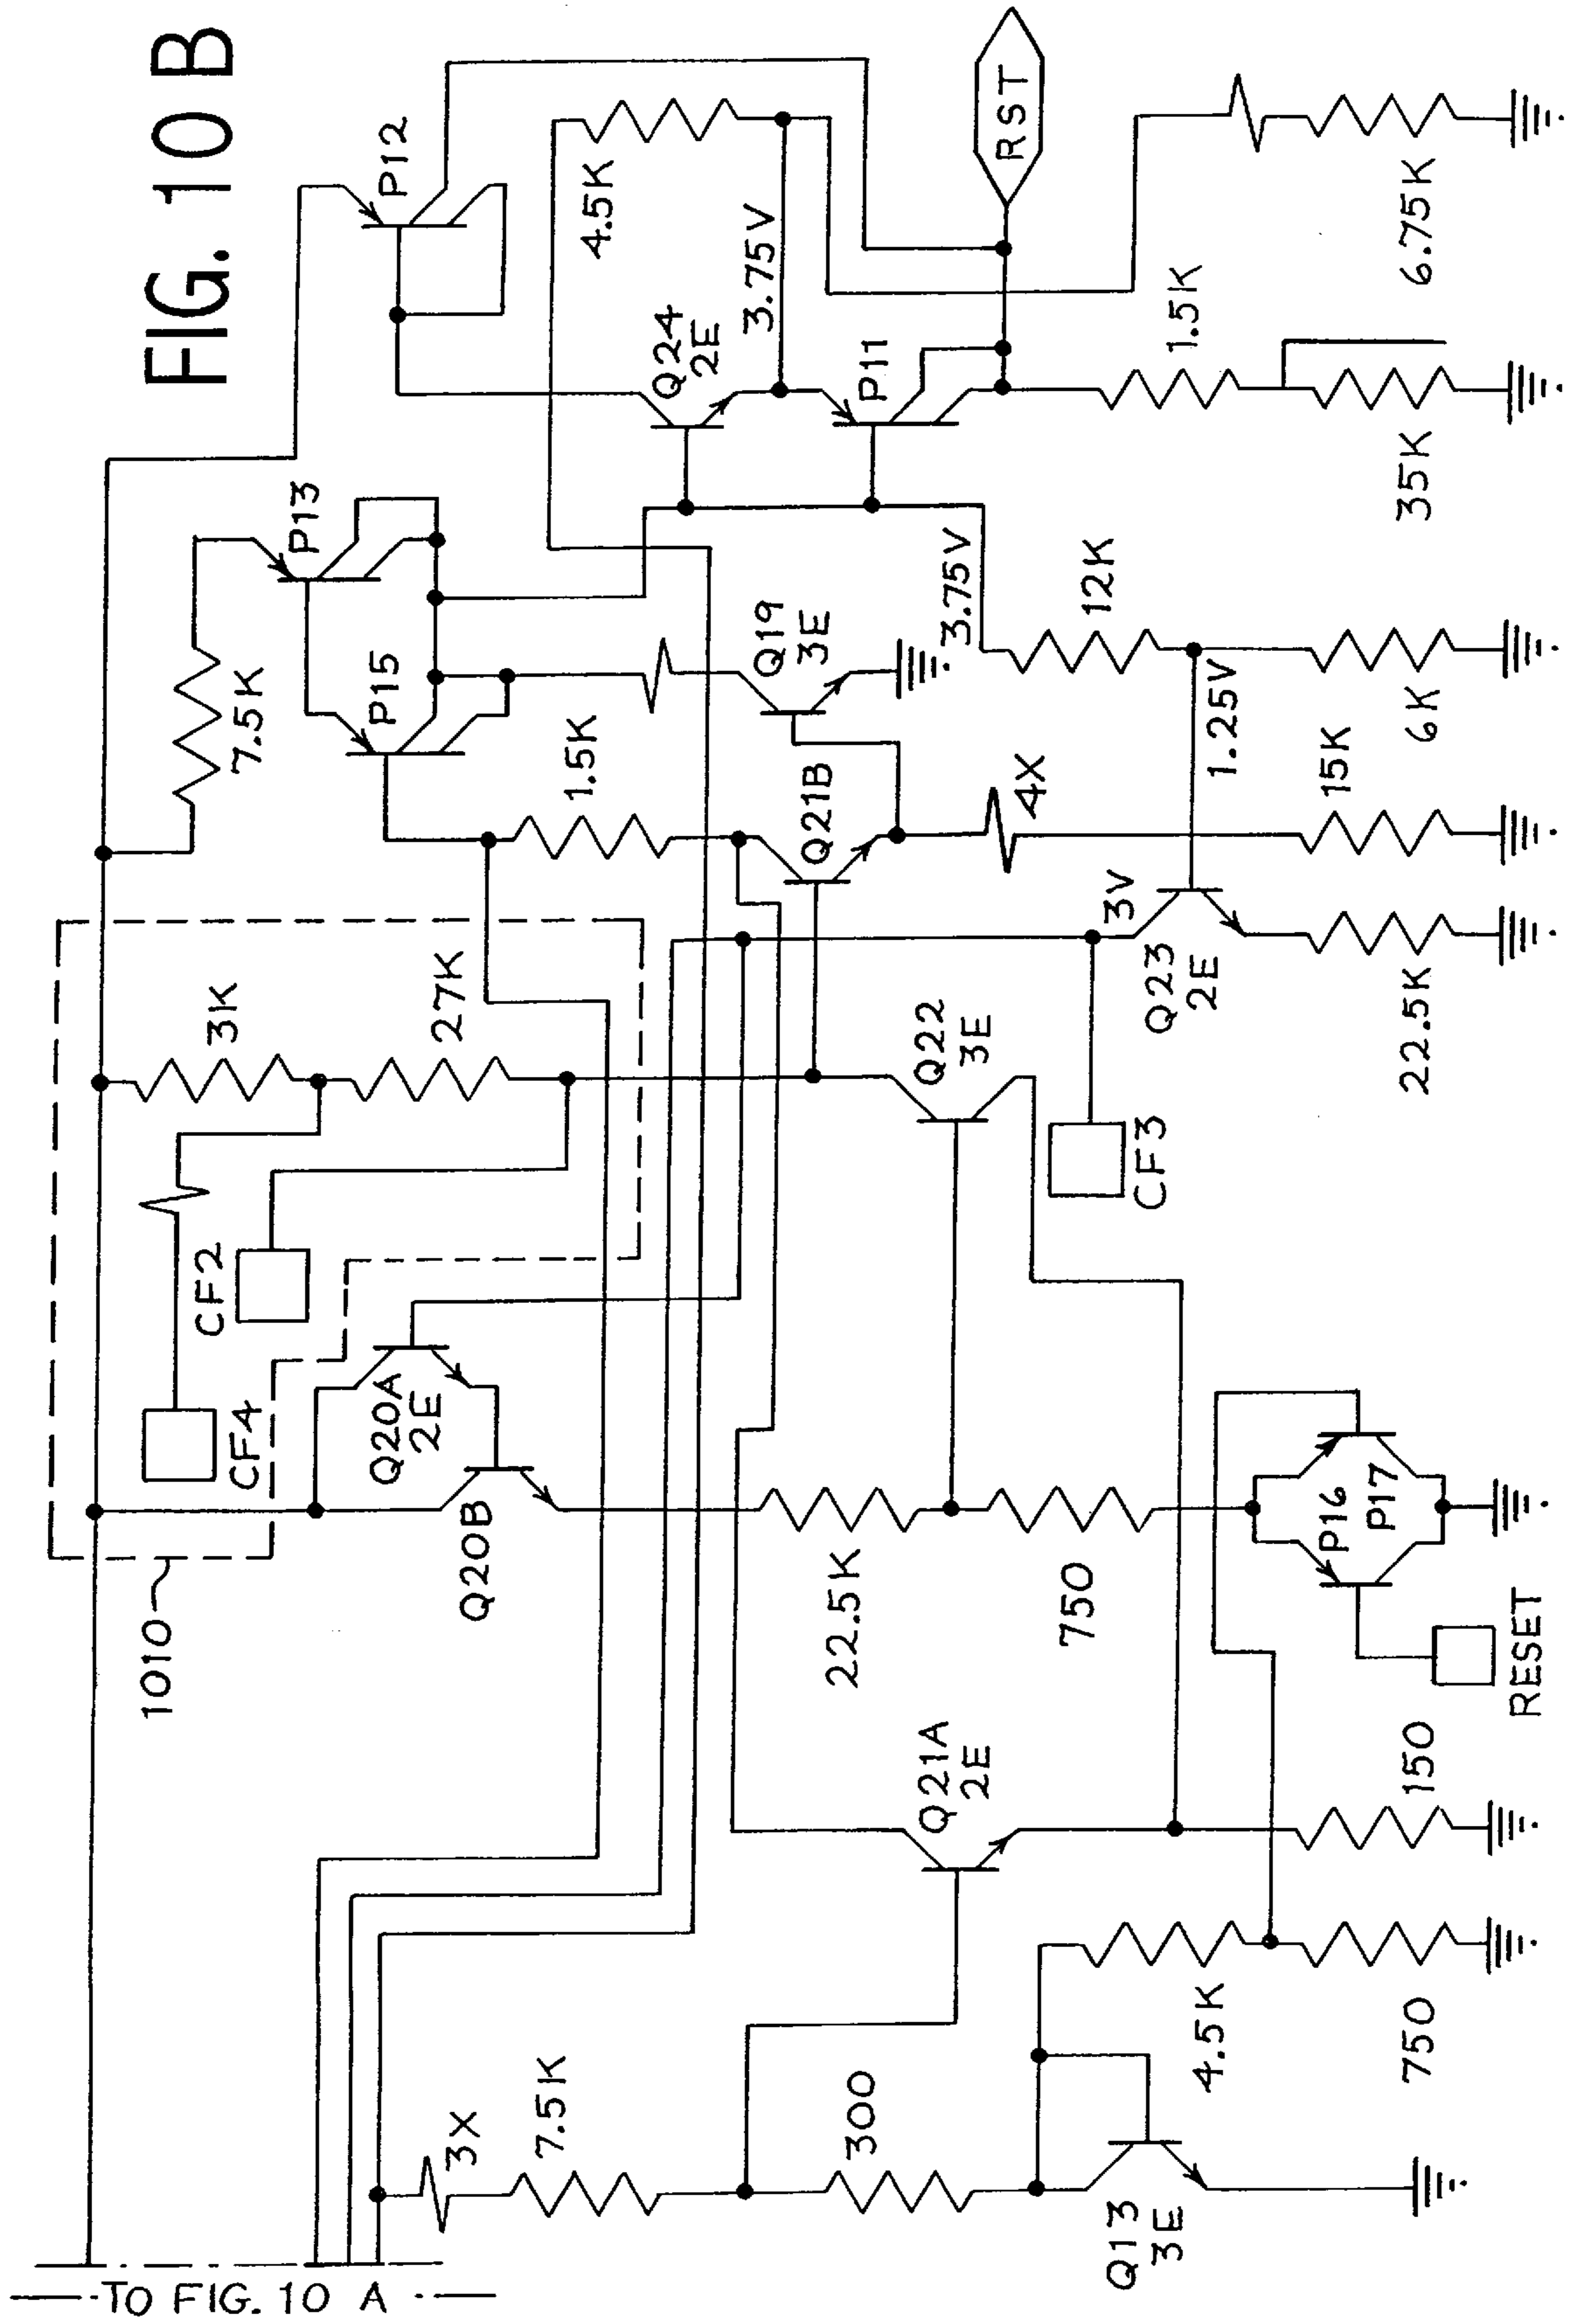 FIG. 10 B
P12
4.5K
RST
Q24
2E
3.75V
P11
1.5K
6.75K
35K
P13
7.5K
P15
1.5K
Q19
3E
3.75V
12K
1.25V
6K
Q21B
4X
15K
3V
Q23
2E
22.5K
3K
27K
CF2
CF4
1010
Q20A
2E
Q20B
Q22
3E
CF3
22.5K
750
P16
P17
RESET
Q21A
2E
150
3X
7.5K
300
4.5K
750
Q13
3E
TO FIG. 10 A